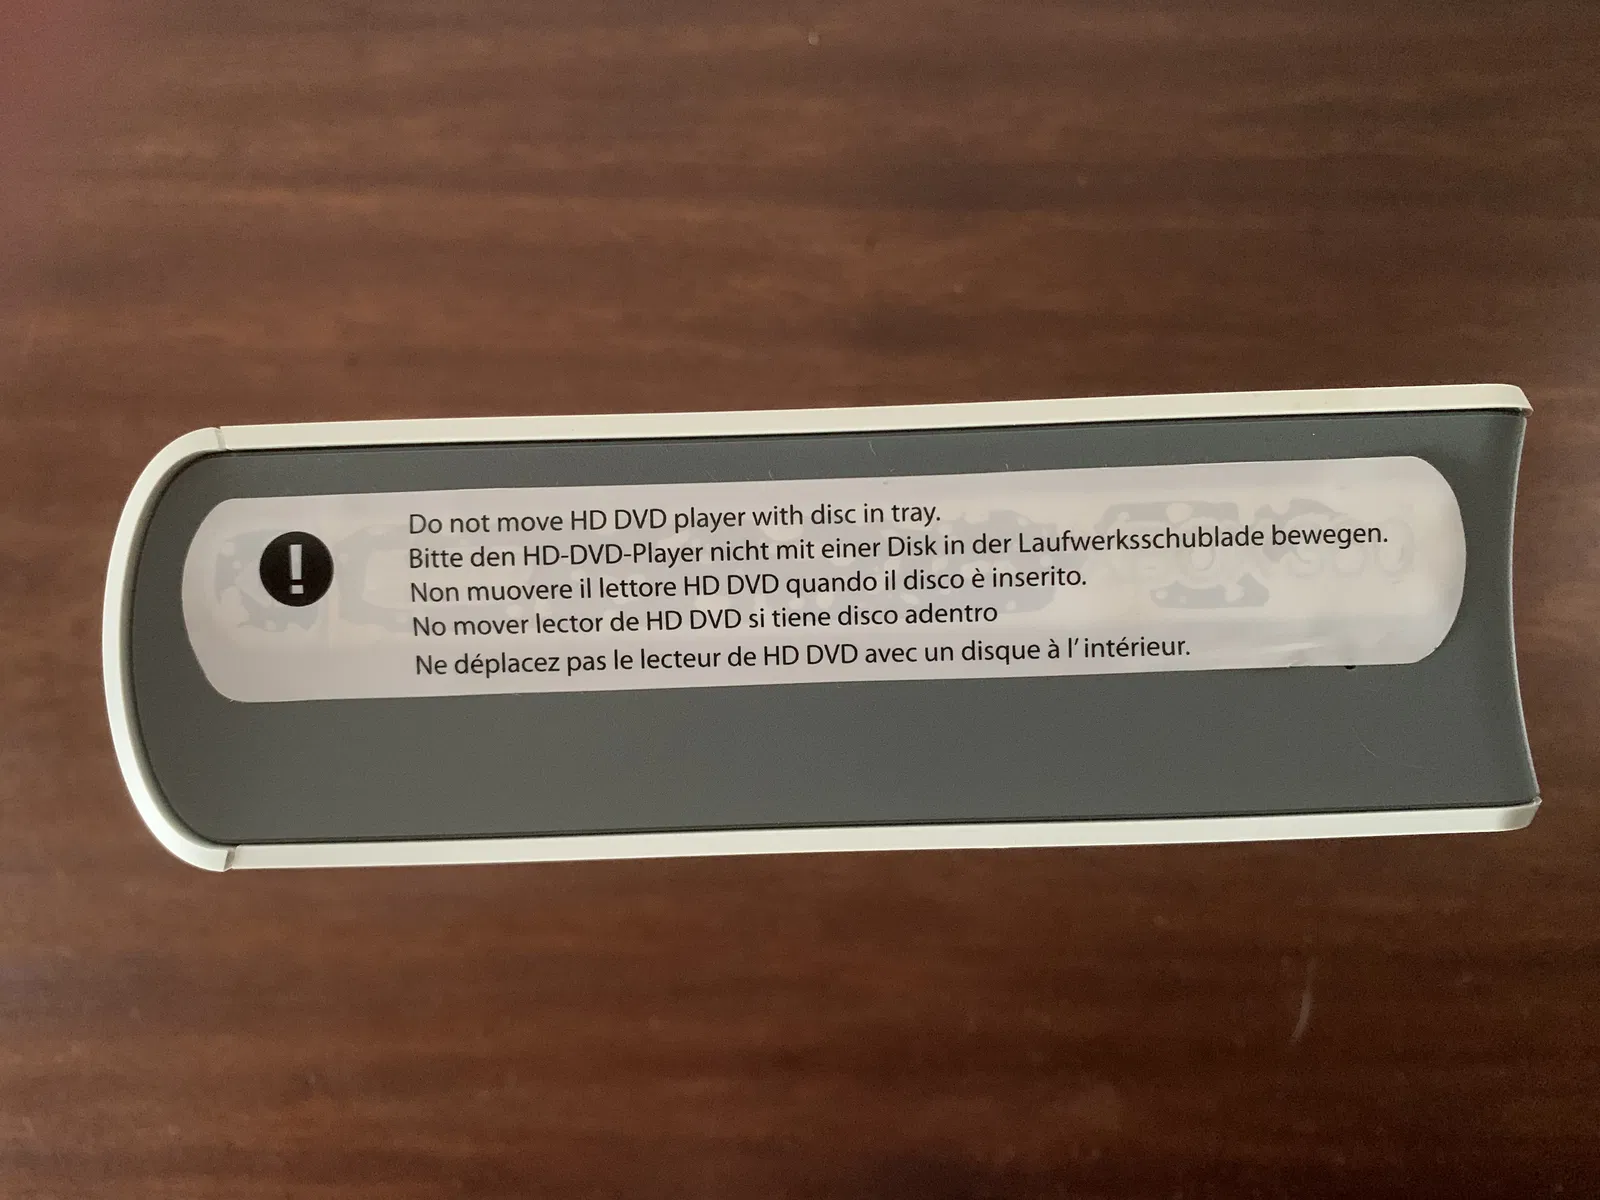 !
Do not move HD DVD player with disc in tray.
Bitte den HD-DVD-Player nicht mit einer Disk in der Laufwerksschublade bewegen.
Non muovere il lettore HD DVD quando il disco è inserito.
No mover lector de HD DVD si tiene disco adentro
Ne déplacez pas le lecteur de HD DVD avec un disque à l' intérieur.